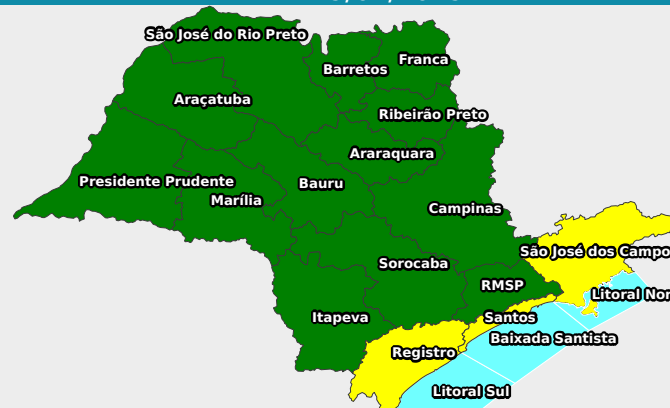 São José do Rio Preto
Franca
Barretos
Araçatuba
Ribeirão Preto
Araraquara
Presidente Prudente
Bauru
Marília
Campinas
São José dos Campo
Sorocaba
RMSP
Litoral Nor
Itapeva
Santos
Baixada Santista
Registro
Litoral Sul